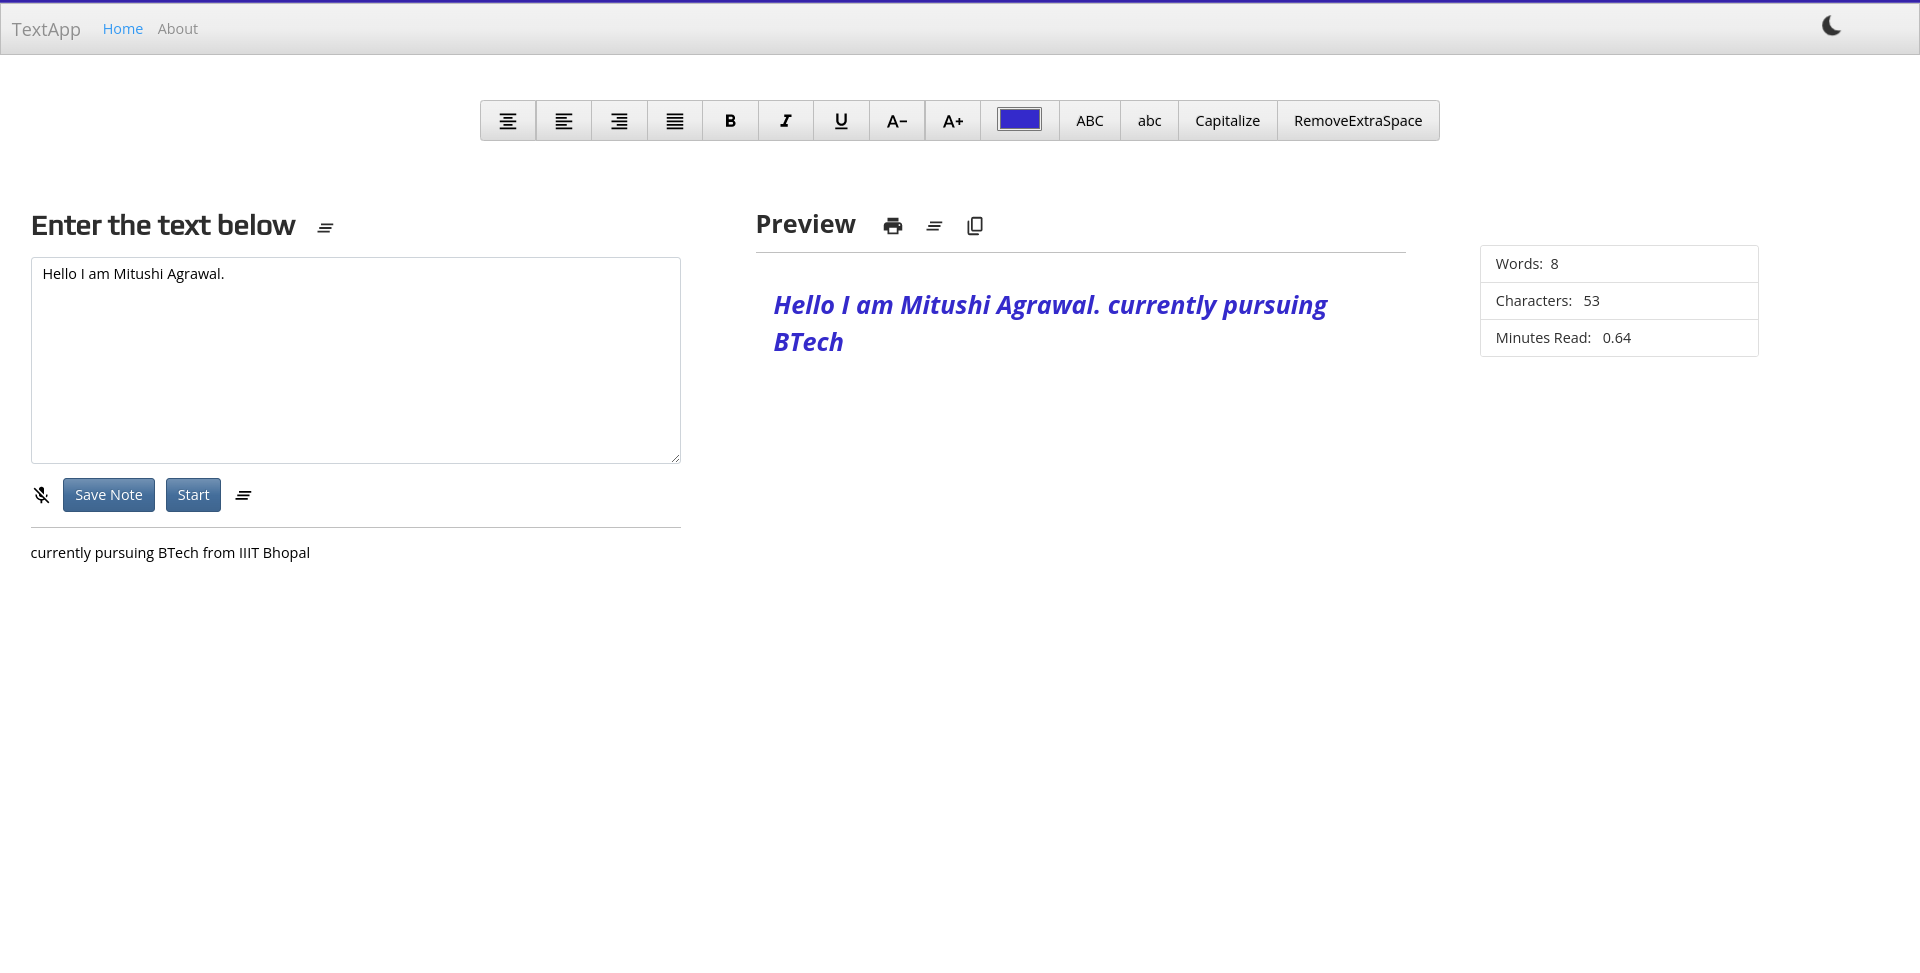 TextApp Home About
B I U A- A+ ABC abc Capitalize RemoveExtraSpace
Enter the text below
Hello I am Mitushi Agrawal.
Save Note Start
currently pursuing BTech from IIIT Bhopal
Preview
Hello I am Mitushi Agrawal. currently pursuing
BTech
Words: 8
Characters: 53
Minutes Read: 0.64